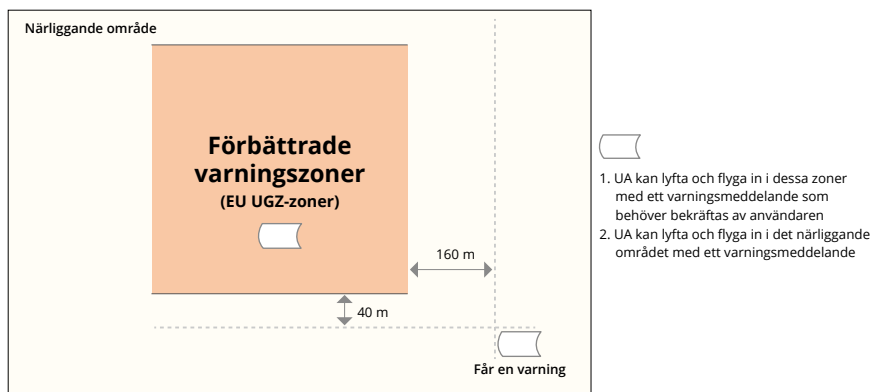 Närliggande område
Förbättrade
varningszoner
(EU UGZ-zoner)
160 m
40 m
Får en varning
1. UA kan lyfta och flyga in i dessa zoner
med ett varningsmeddelande som
behöver bekräftas av användaren
2. UA kan lyfta och flyga in i det närliggande
området med ett varningsmeddelande